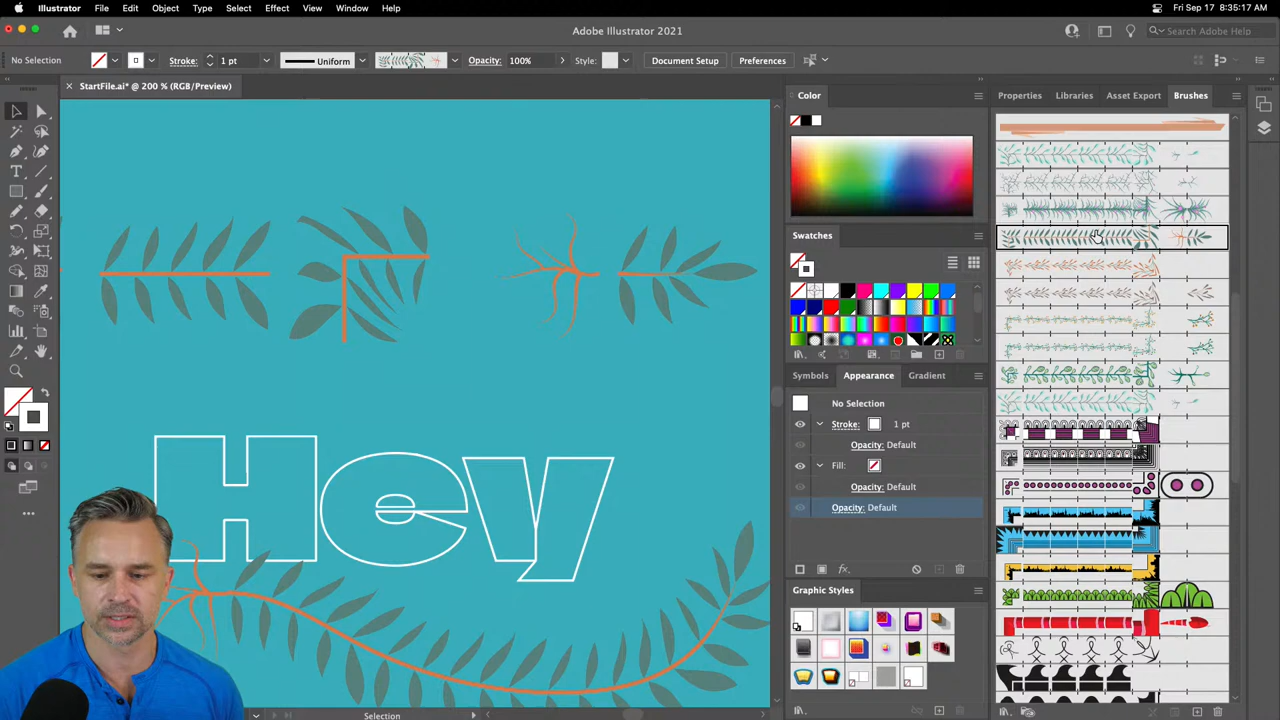 Illustrator File Edit Object Type Select Effect View Window Help
Fri Sep 17 8:35:17 AM
Adobe Illustrator 2021
Search Adobe Help
No Selection
Stroke: 1 pt
Uniform
Opacity: 100%
Style:
Document Setup
Preferences
× StartFile.ai* @ 200 % (RGB/Preview)
Color
Properties Libraries Asset Export Brushes
Swatches
Symbols Appearance Gradient
No Selection
Stroke: 1 pt
Opacity: Default
Fill:
Opacity: Default
Opacity: Default
fx
Graphic Styles
Hey
Selection